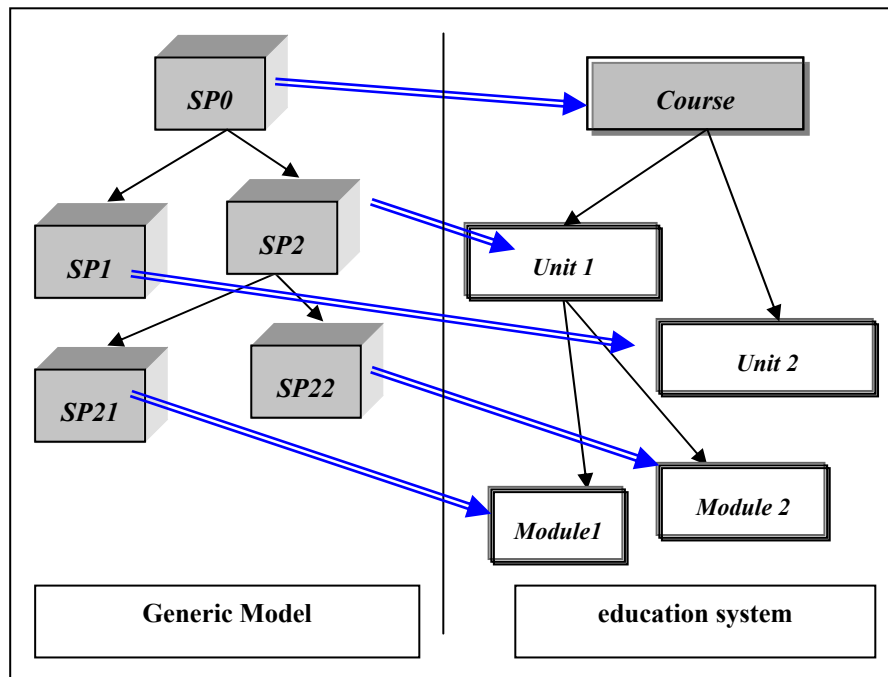 SP0
Course
SP1
SP2
Unit 1
Unit 2
SP21
SP22
Module1
Module 2
Generic Model
education system